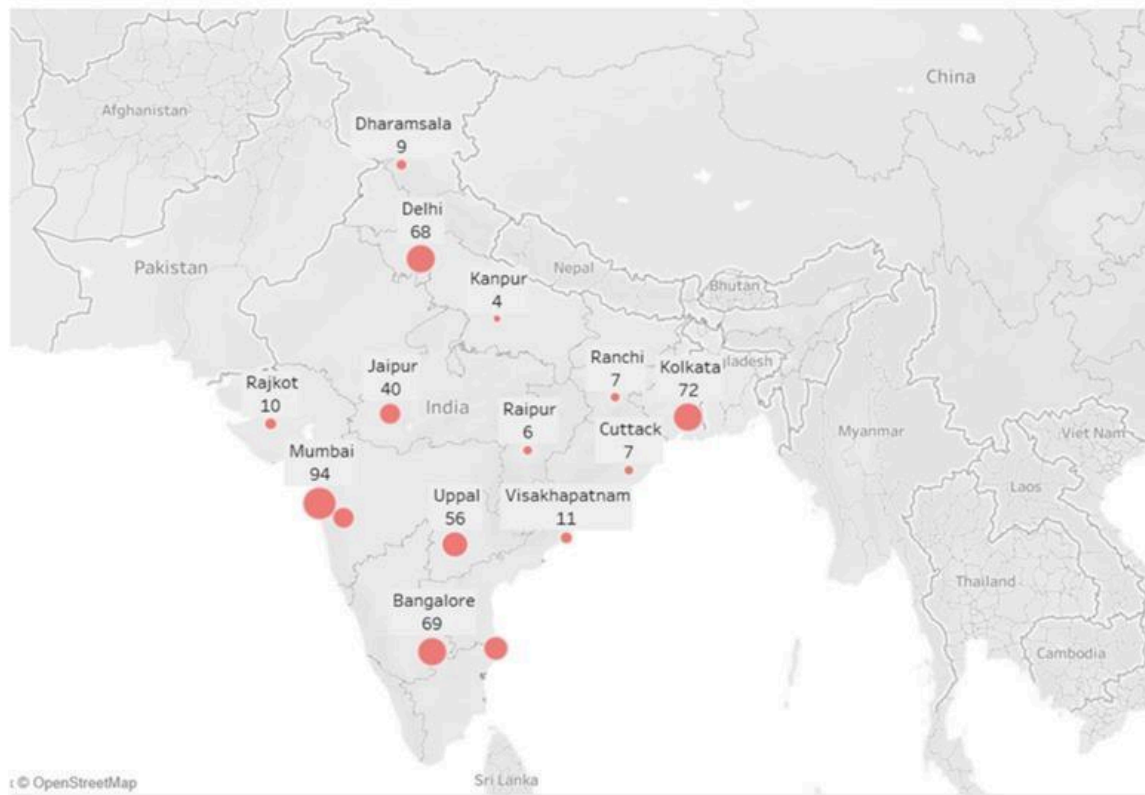 China
Afghanistan
Dharamsala
9
Delhi
68
Pakistan
Nepal
Bhutan
Kanpur
4
Ranchi
7
Kolkata
72
ladesh
Jaipur
40
Rajkot
10
India
Raipur
6
Cuttack
7
Myanmar
Viet Nam
Laos
Mumbai
94
Uppal
56
Visakhapatnam
11
Thailand
Bangalore
69
Cambodia
Sri Lanka
© OpenStreetMap